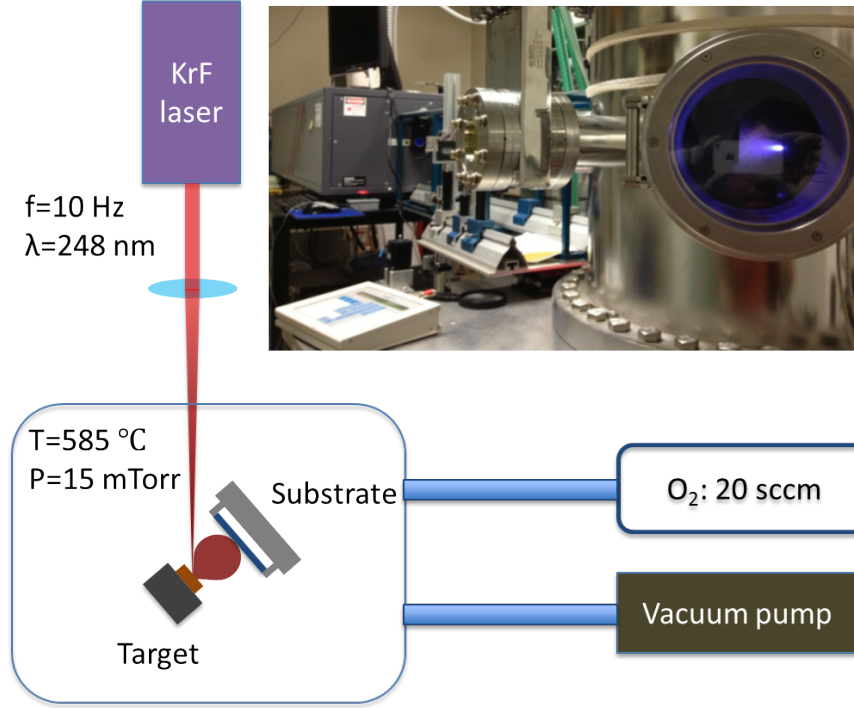 KrF
laser
f=10 Hz
λ=248 nm
T=585 ℃
P=15 mTorr
Substrate
Target
O₂: 20 sccm
Vacuum pump